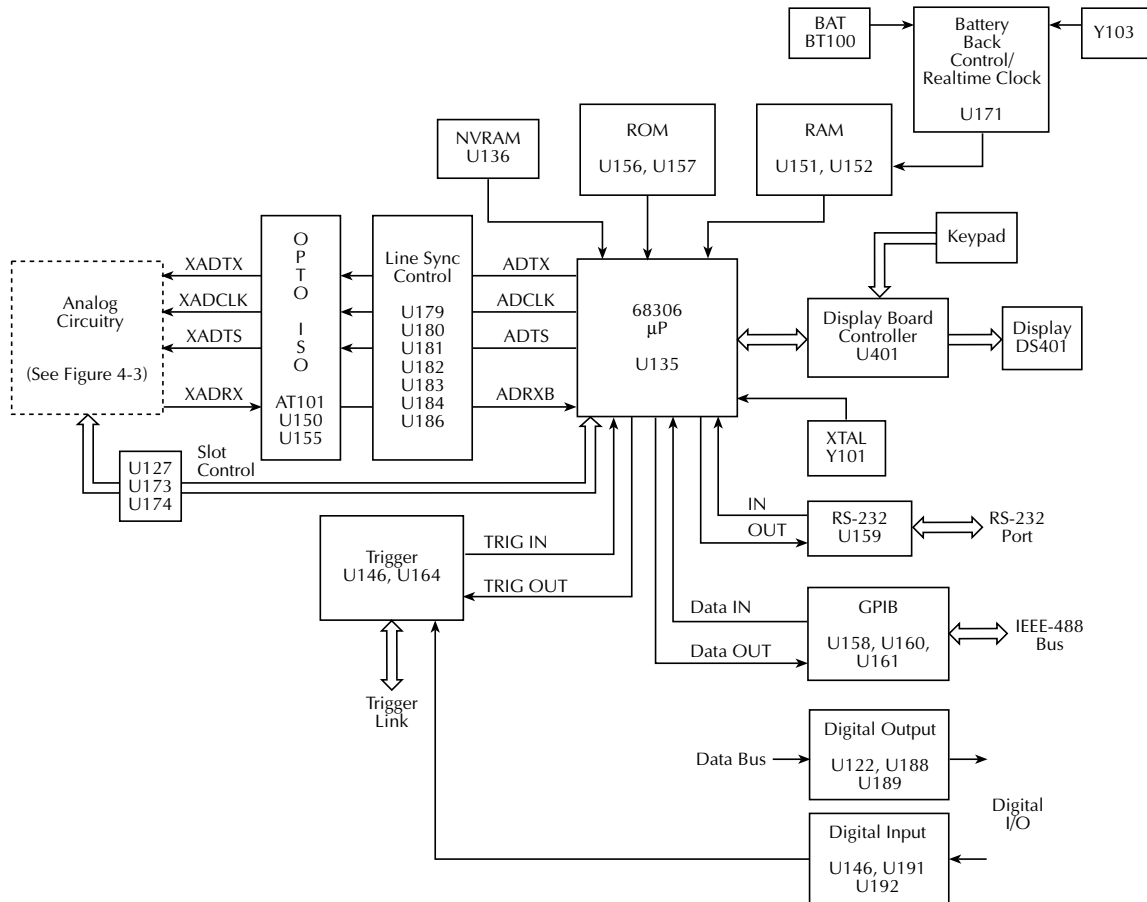 BAT
BT100
Battery
Back
Control/
Realtime Clock
U171
Y103
NVRAM
U136
ROM
U156, U157
RAM
U151, U152
Keypad
Analog
Circuitry
(See Figure 4-3)
XADTX
XADCLK
XADTS
XADRX
O
P
T
O
I
S
O
AT101
U150
U155
Line Sync
Control
U179
U180
U181
U182
U183
U184
U186
ADTX
ADCLK
ADTS
ADRXB
68306
µP
U135
Display Board
Controller
U401
Display
DS401
XTAL
Y101
U127
U173
U174
Slot
Control
IN
OUT
RS-232
U159
RS-232
Port
Trigger
U146, U164
TRIG IN
TRIG OUT
Data IN
Data OUT
GPIB
U158, U160,
U161
IEEE-488
Bus
Trigger
Link
Data Bus
Digital Output
U122, U188
U189
Digital
I/O
Digital Input
U146, U191
U192